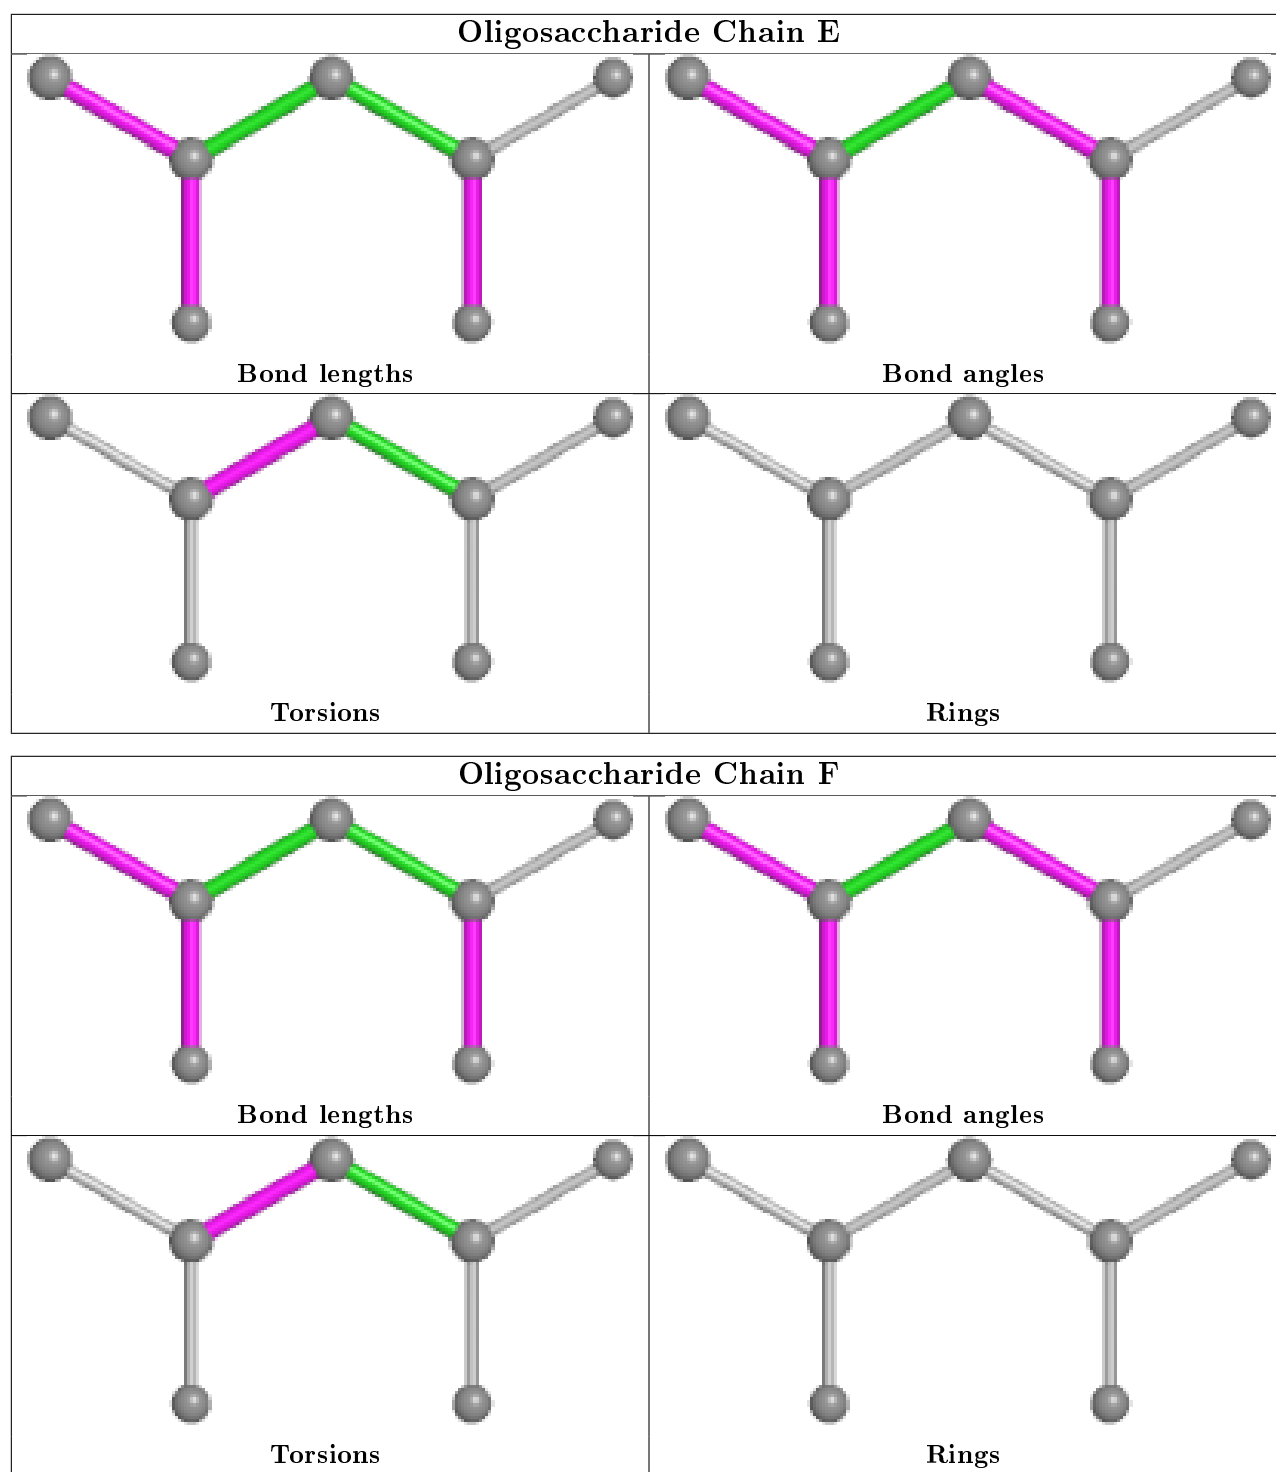 Oligosaccharide Chain E
Bond lengths
Bond angles
Torsions
Rings
Oligosaccharide Chain F
Bond lengths
Bond angles
Torsions
Rings